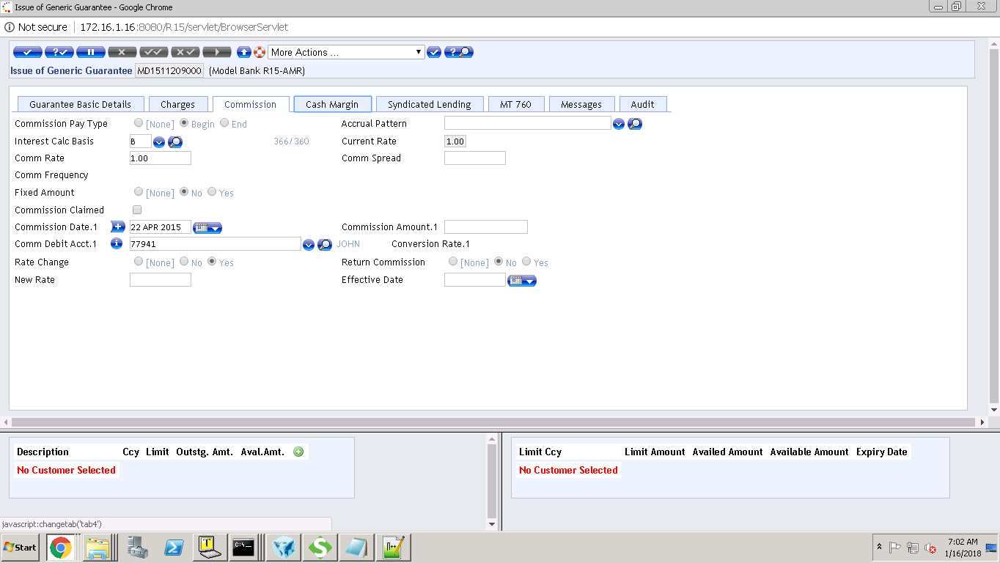 Issue of Generic Guarantee - Google Chrome
Not secure 172.16.1.16:8080/R15/servlet/BrowserServlet
More Actions ...
Issue of Generic Guarantee MD1511209000 (Model Bank R15-AMR)
Guarantee Basic Details Charges Commission Cash Margin Syndicated Lending MT 760 Messages Audit
Commission Pay Type [None] Begin End Accrual Pattern
Interest Calc Basis B 366/360 Current Rate 1.00
Comm Rate 1.00 Comm Spread
Comm Frequency
Fixed Amount [None] No Yes
Commission Claimed
Commission Date.1 22 APR 2015 Commission Amount.1
Comm Debit Acct.1 77941 JOHN Conversion Rate.1
Rate Change [None] No Yes Return Commission [None] No Yes
New Rate Effective Date
Description Ccy Limit Outstg. Amt. Aval.Amt.
No Customer Selected
Limit Ccy Limit Amount Availed Amount Available Amount Expiry Date
No Customer Selected
javascript:changetab('tab4')
Start
7:02 AM
1/16/2018